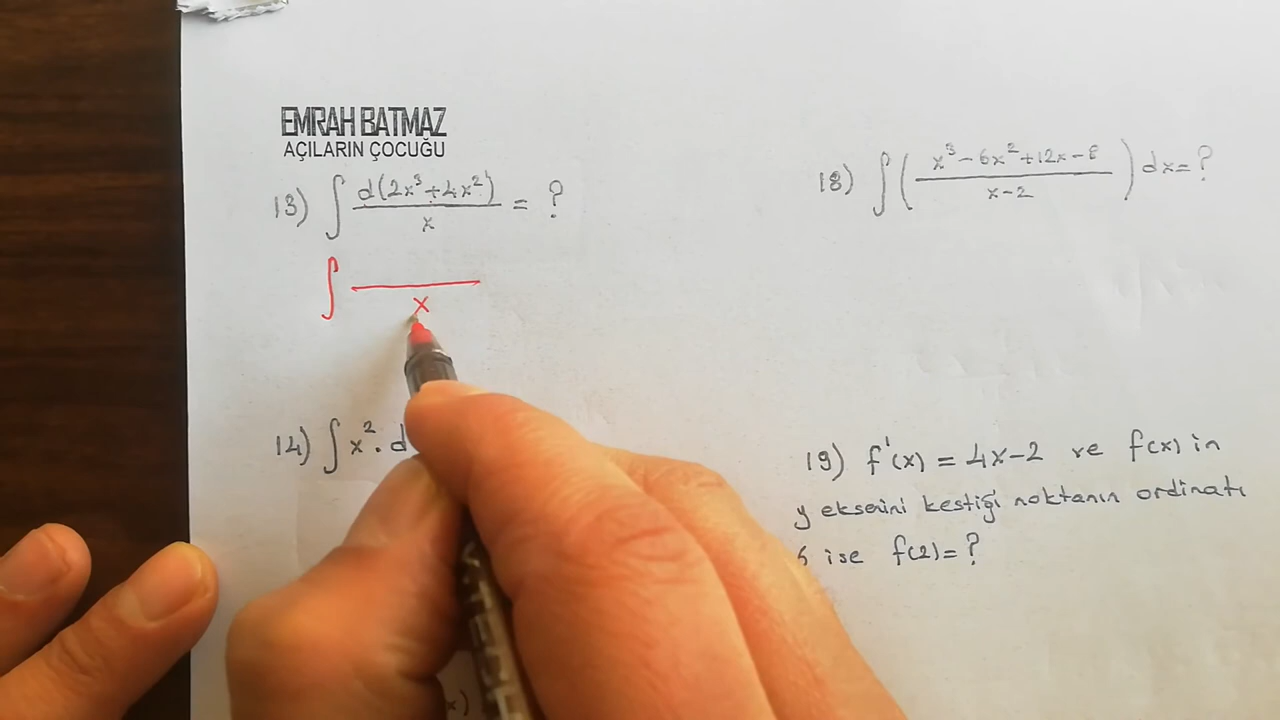 EMRAH BATMAZ
AÇILARIN ÇOCUĞU
13) ∫ d(2x³+4x²) / x = ?
∫ — / x
14) ∫ x². d
18) ∫ ( x³-6x²+12x-8 / x-2 ) dx = ?
19) f'(x) = 4x-2 ve f(x) in
y eksenini kestiği noktanın ordinatı
6 ise f(2) = ?